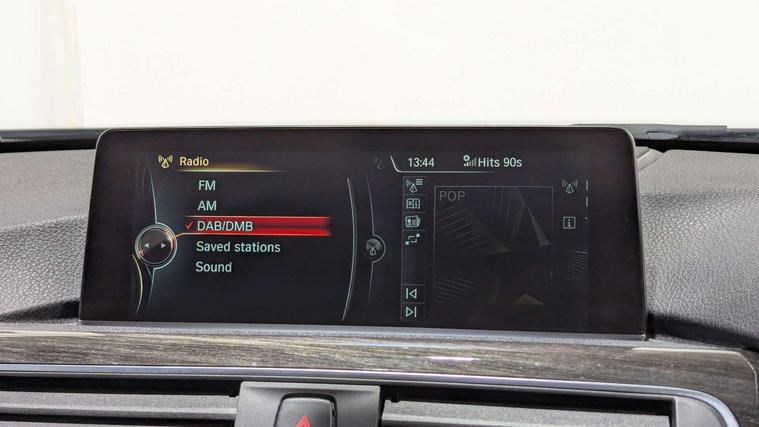 Radio
13:44 Hits 90s
FM
AM
DAB/DMB
Saved stations
Sound
POP